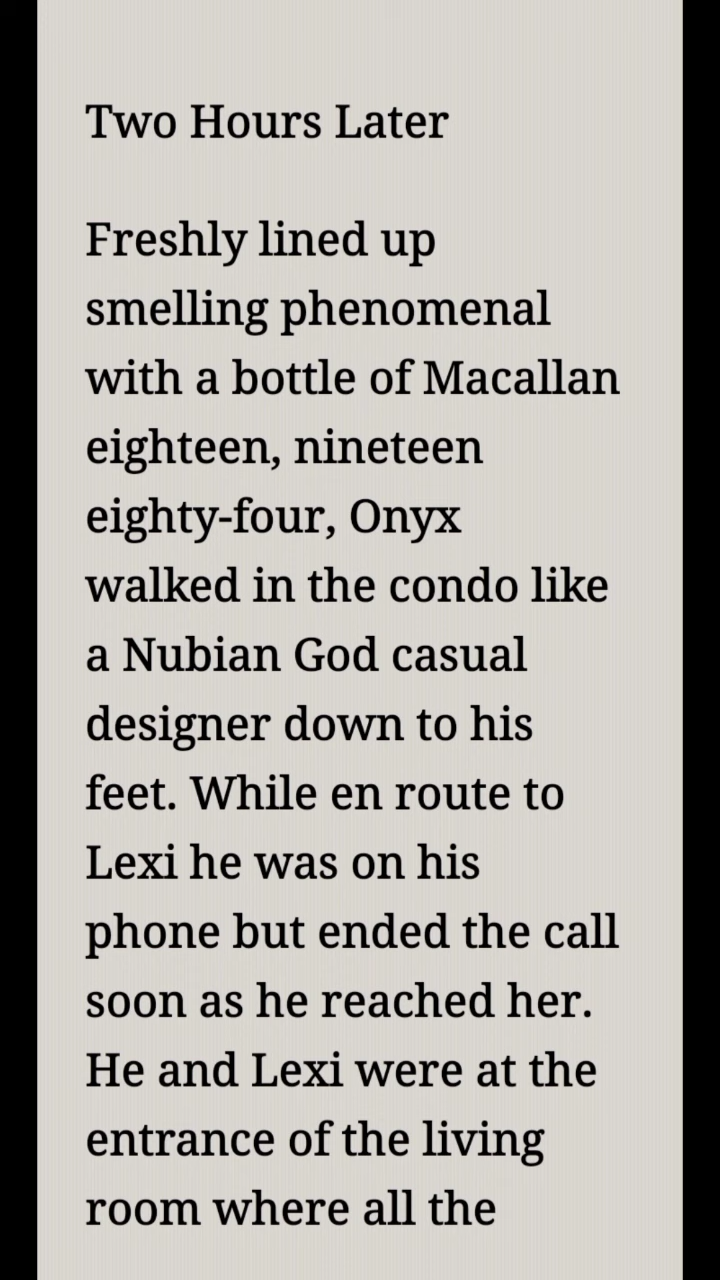 Two Hours Later
Freshly lined up
smelling phenomenal
with a bottle of Macallan
eighteen, nineteen
eighty-four, Onyx
walked in the condo like
a Nubian God casual
designer down to his
feet. While en route to
Lexi he was on his
phone but ended the call
soon as he reached her.
He and Lexi were at the
entrance of the living
room where all the